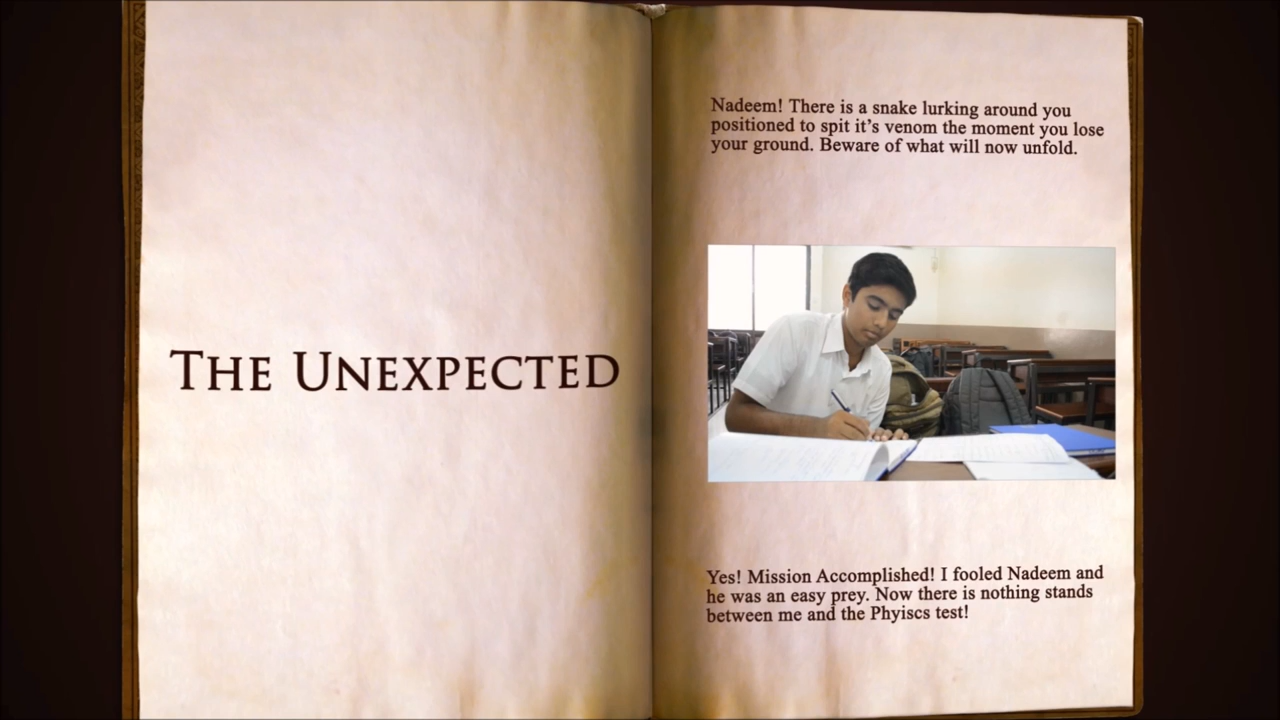 THE UNEXPECTED
Nadeem! There is a snake lurking around you
positioned to spit it's venom the moment you lose
your ground. Beware of what will now unfold.
Yes! Mission Accomplished! I fooled Nadeem and
he was an easy prey. Now there is nothing stands
between me and the Phyiscs test!